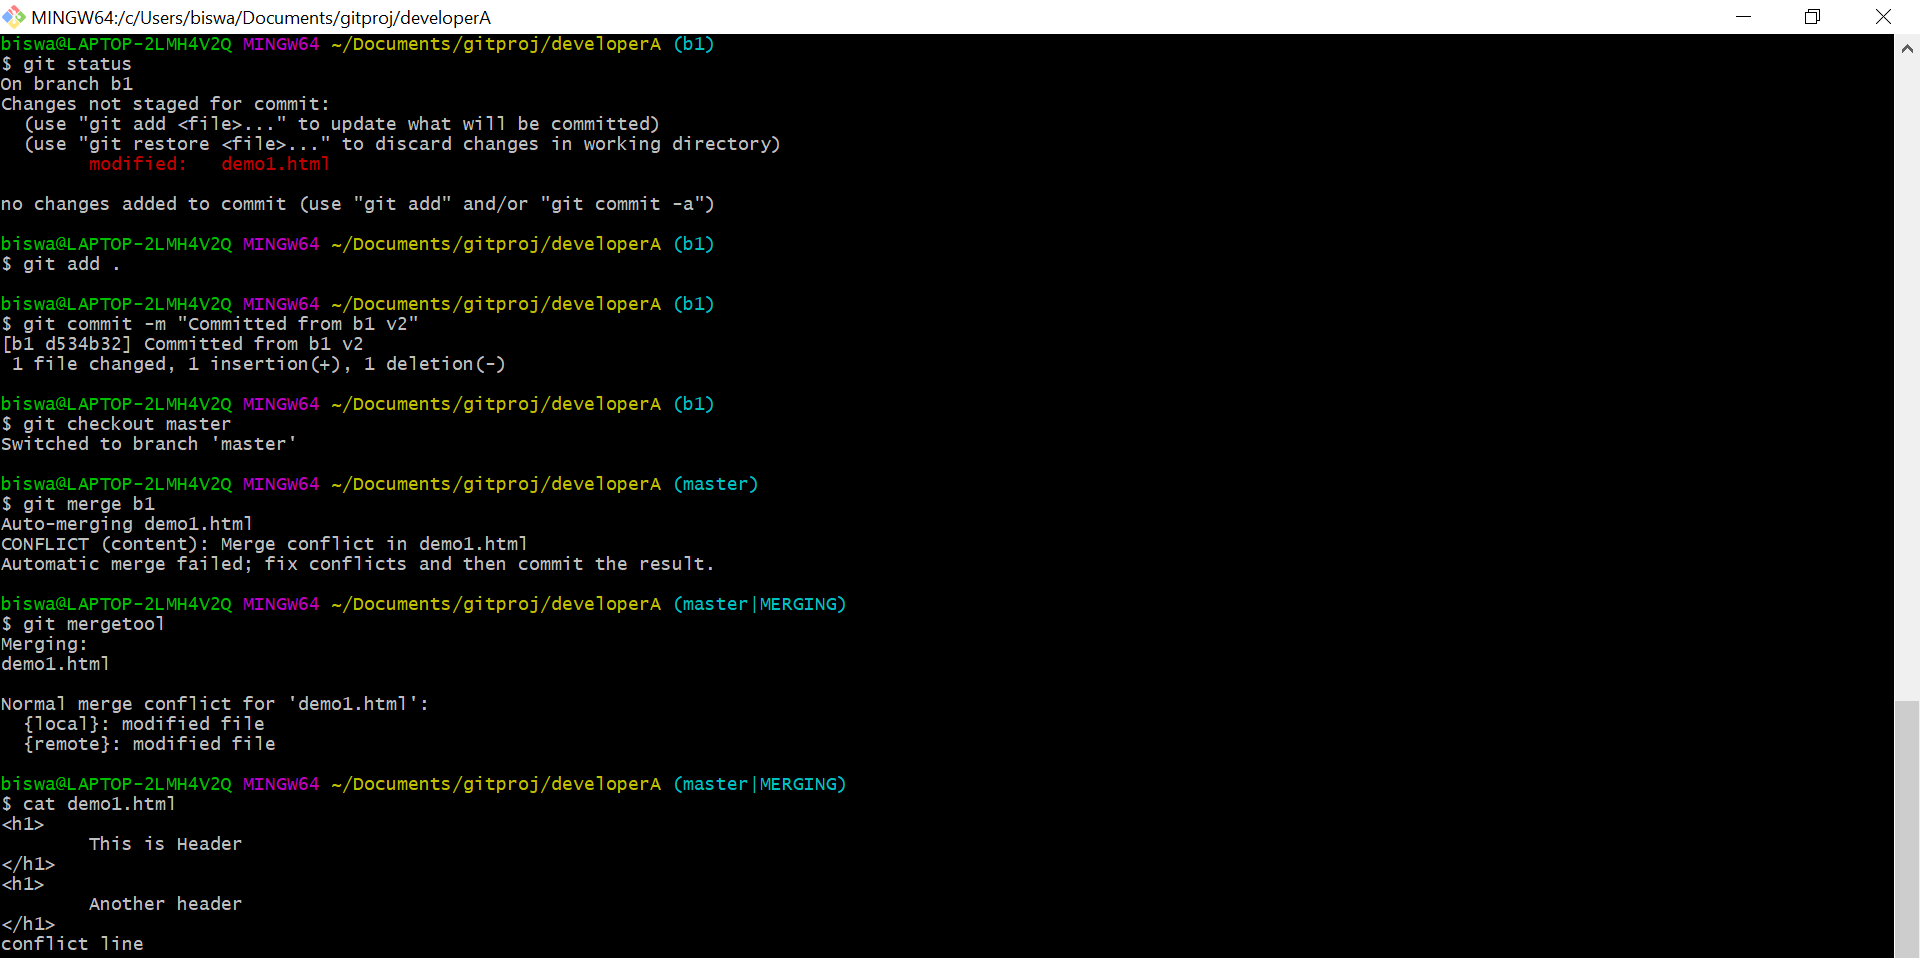 MINGW64:/c/Users/biswa/Documents/gitproj/developerA
biswa@LAPTOP-2LMH4V2Q MINGW64 ~/Documents/gitproj/developerA (b1)
$ git status
On branch b1
Changes not staged for commit:
  (use "git add <file>..." to update what will be committed)
  (use "git restore <file>..." to discard changes in working directory)
        modified:   demo1.html

no changes added to commit (use "git add" and/or "git commit -a")

biswa@LAPTOP-2LMH4V2Q MINGW64 ~/Documents/gitproj/developerA (b1)
$ git add .

biswa@LAPTOP-2LMH4V2Q MINGW64 ~/Documents/gitproj/developerA (b1)
$ git commit -m "Committed from b1 v2"
[b1 d534b32] Committed from b1 v2
 1 file changed, 1 insertion(+), 1 deletion(-)

biswa@LAPTOP-2LMH4V2Q MINGW64 ~/Documents/gitproj/developerA (b1)
$ git checkout master
Switched to branch 'master'

biswa@LAPTOP-2LMH4V2Q MINGW64 ~/Documents/gitproj/developerA (master)
$ git merge b1
Auto-merging demo1.html
CONFLICT (content): Merge conflict in demo1.html
Automatic merge failed; fix conflicts and then commit the result.

biswa@LAPTOP-2LMH4V2Q MINGW64 ~/Documents/gitproj/developerA (master|MERGING)
$ git mergetool
Merging:
demo1.html

Normal merge conflict for 'demo1.html':
  {local}: modified file
  {remote}: modified file

biswa@LAPTOP-2LMH4V2Q MINGW64 ~/Documents/gitproj/developerA (master|MERGING)
$ cat demo1.html
<h1>
        This is Header
</h1>
<h1>
        Another header
</h1>
conflict line